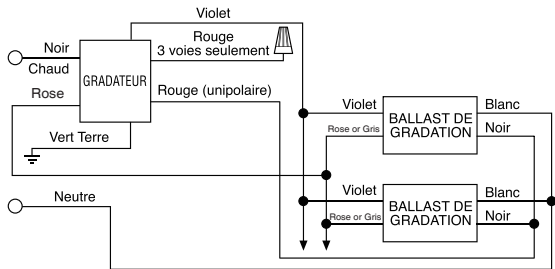 Violet
Rouge
3 voies seulement
Noir
Chaud
GRADATEUR
Rose
Rouge (unipolaire)
Vert Terre
Neutre
Violet
BALLAST DE
GRADATION
Blanc
Rose or Gris
Noir
Violet
BALLAST DE
GRADATION
Blanc
Rose or Gris
Noir